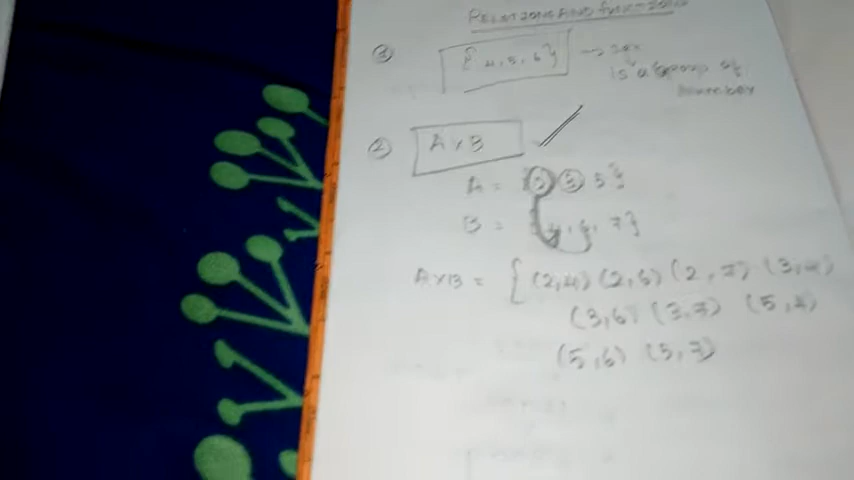 RELATIONS AND FUNCTIONS
① {4,5,6} → Set
is a group of
number
② A×B
A = {2 3 5}
B = {4, 6, 7}
A×B = { (2,4) (2,6) (2,7) (3,4)
(3,6) (3,7) (5,4)
(5,6) (5,7)